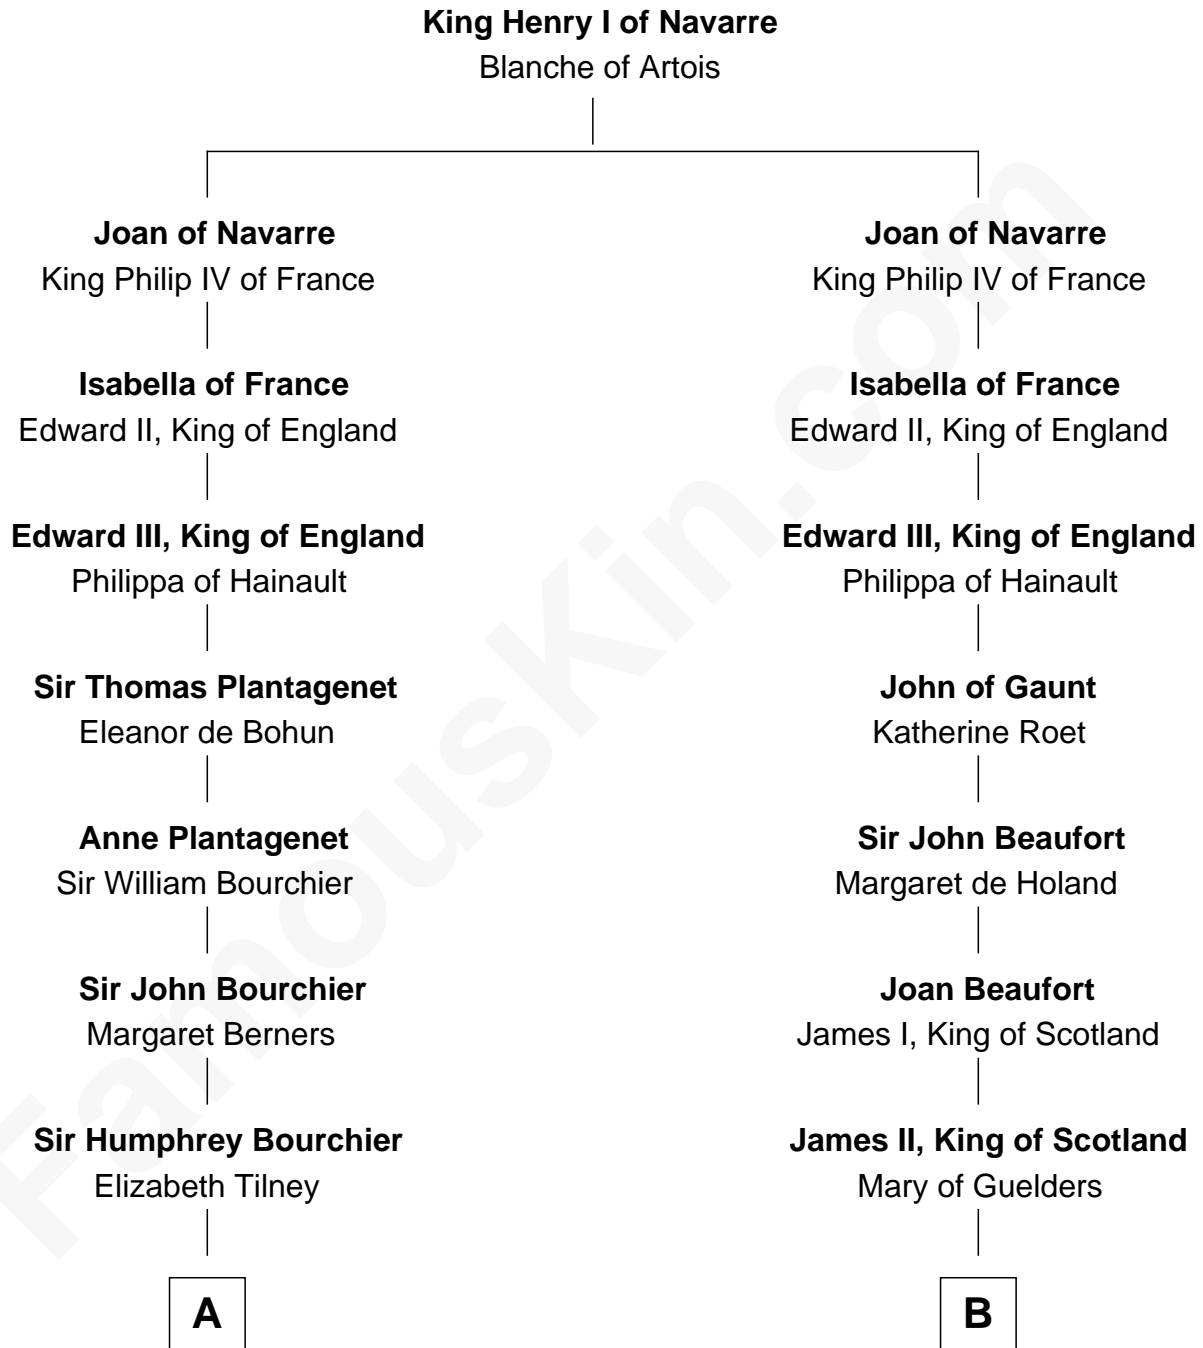 King Henry I of Navarre
Blanche of Artois
Joan of Navarre
King Philip IV of France
Isabella of France
Edward II, King of England
Edward III, King of England
Philippa of Hainault
Sir Thomas Plantagenet
Eleanor de Bohun
Anne Plantagenet
Sir William Bourchier
Sir John Bourchier
Margaret Berners
Sir Humphrey Bourchier
Elizabeth Tilney
A
Joan of Navarre
King Philip IV of France
Isabella of France
Edward II, King of England
Edward III, King of England
Philippa of Hainault
John of Gaunt
Katherine Roet
Sir John Beaufort
Margaret de Holand
Joan Beaufort
James I, King of Scotland
James II, King of Scotland
Mary of Guelders
B
FamousKin.com